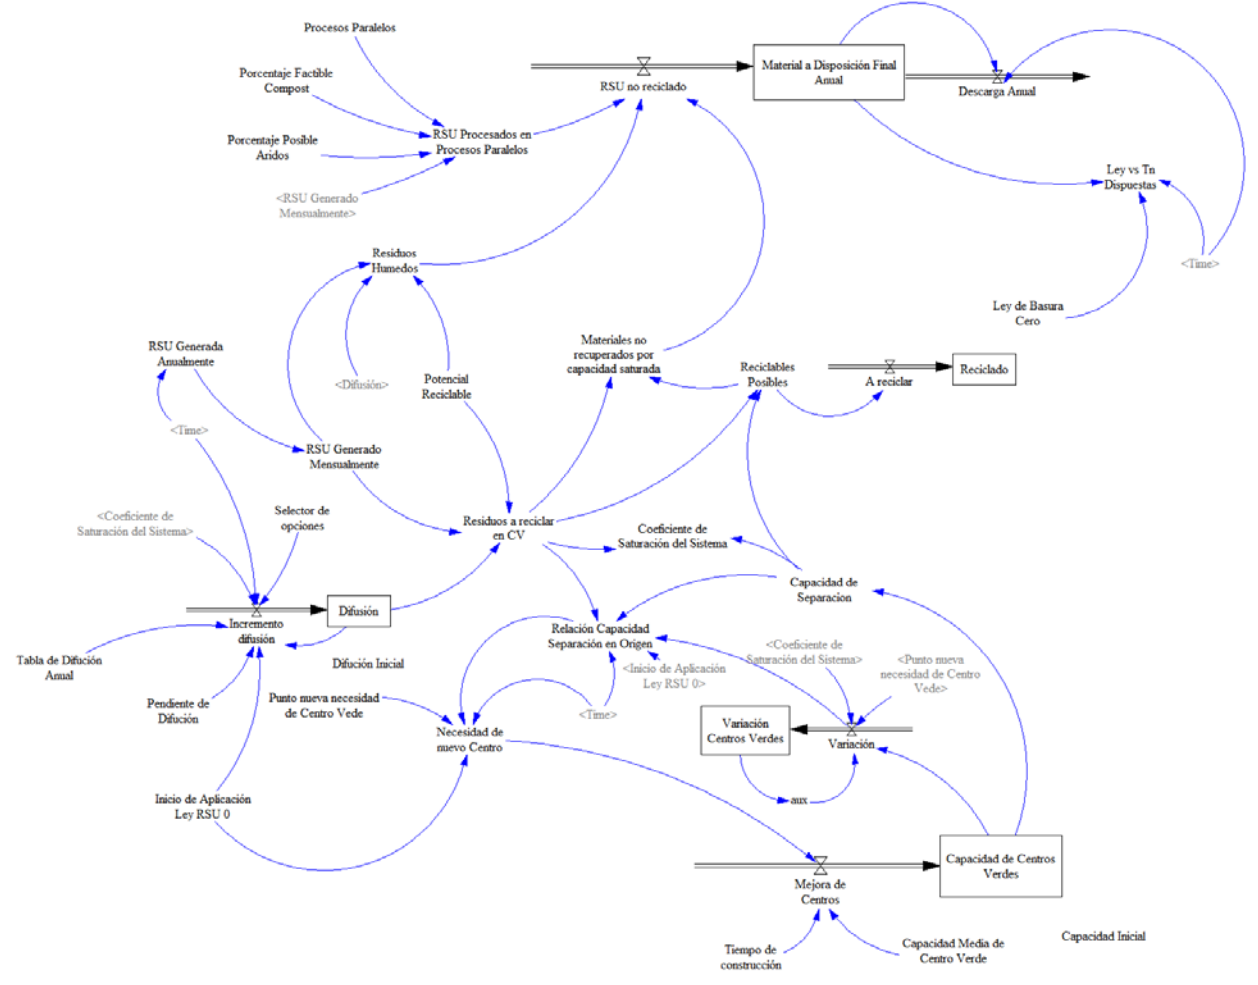 Procesos Paralelos
Porcentaje Factible
Compost
Porcentaje Posible
Aridos
<RSU Generado
Mensualmente>
RSU Procesados en
Procesos Paralelos
RSU no reciclado
Material a Disposición Final
Anual
Descarga Anual
Ley vs Tn
Dispuestas
<Time>
Ley de Basura
Cero
Residuos
Humedos
<Difusión>
Potencial
Reciclable
Materiales no
recuperados por
capacidad saturada
Reciclables
Posibles
A reciclar
Reciclado
RSU Generada
Anualmente
<Time>
RSU Generado
Mensualmente
<Coeficiente de
Saturación del Sistema>
Selector de
opciones
Residuos a reciclar
en CV
Coeficiente de
Saturación del Sistema
Capacidad de
Separacion
Incremento
difusión
Difusión
Tabla de Difución
Anual
Difución Inicial
Pendiente de
Difución
Punto nueva necesidad
de Centro Vede
Relación Capacidad
Separación en Origen
<Inicio de Aplicación
Ley RSU 0>
<Time>
<Coeficiente de
Saturación del Sistema>
<Punto nueva
necesidad de Centro
Vede>
Necesidad de
nuevo Centro
Variación
Centros Verdes
Variación
aux
Inicio de Aplicación
Ley RSU 0
Mejora de
Centros
Capacidad de Centros
Verdes
Tiempo de
construcción
Capacidad Media de
Centro Verde
Capacidad Inicial